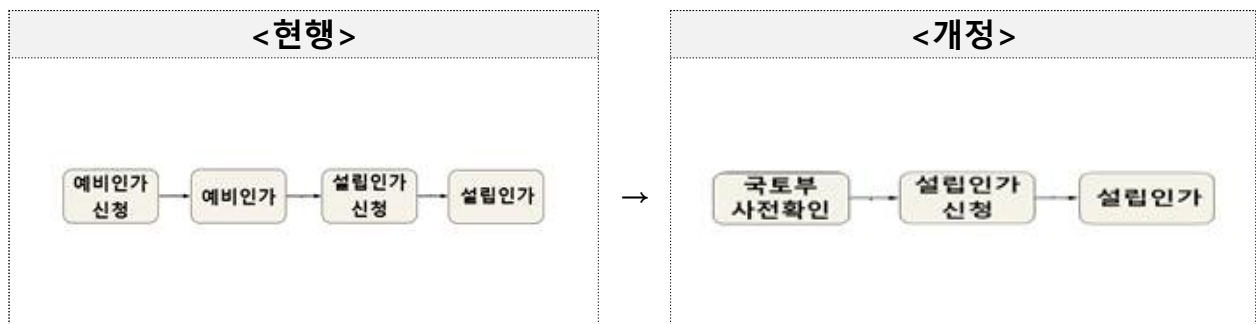 <현행>
예비인가
신청
예비인가
설립인가
신청
설립인가
→
<개정>
국토부
사전확인
설립인가
신청
설립인가